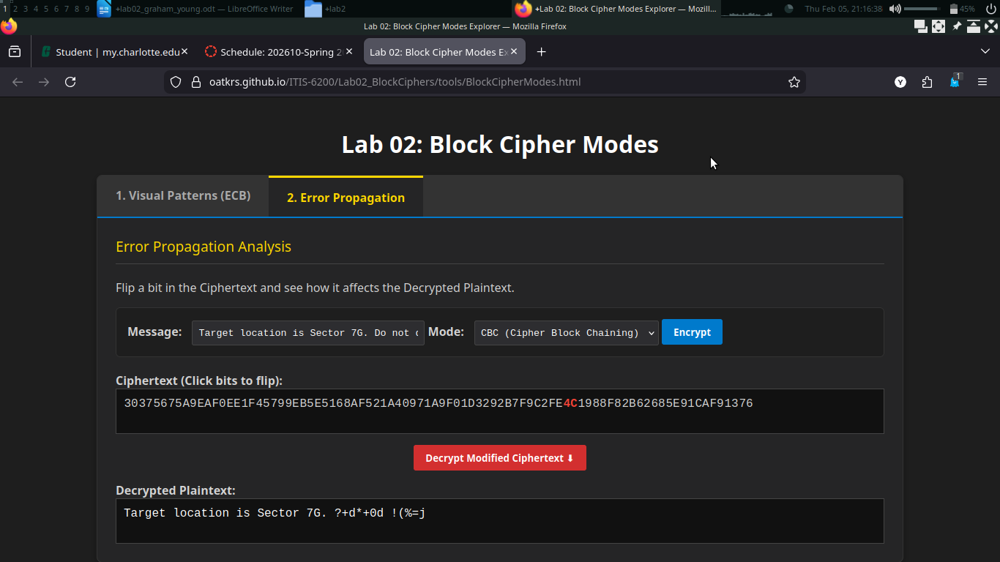 1 2 3 4 5 6 7 8 9 +lab02_graham_young.odt — LibreOffice Writer +lab2 +Lab 02: Block Cipher Modes Explorer — Mozill... Thu Feb 05, 21:16:38 45%
Lab 02: Block Cipher Modes Explorer — Mozilla Firefox
Student | my.charlotte.edu Schedule: 202610-Spring 2 Lab 02: Block Cipher Modes Ex
oatkrs.github.io/ITIS-6200/Lab02_BlockCiphers/tools/BlockCipherModes.html Y 1
Lab 02: Block Cipher Modes
1. Visual Patterns (ECB) 2. Error Propagation
Error Propagation Analysis
Flip a bit in the Ciphertext and see how it affects the Decrypted Plaintext.
Message: Target location is Sector 7G. Do not d Mode: CBC (Cipher Block Chaining) Encrypt
Ciphertext (Click bits to flip):
30375675A9EAF0EE1F45799EB5E5168AF521A40971A9F01D3292B7F9C2FE4C1988F82B62685E91CAF91376
Decrypt Modified Ciphertext ⬇
Decrypted Plaintext:
Target location is Sector 7G. ?+d*+0d !(%=j